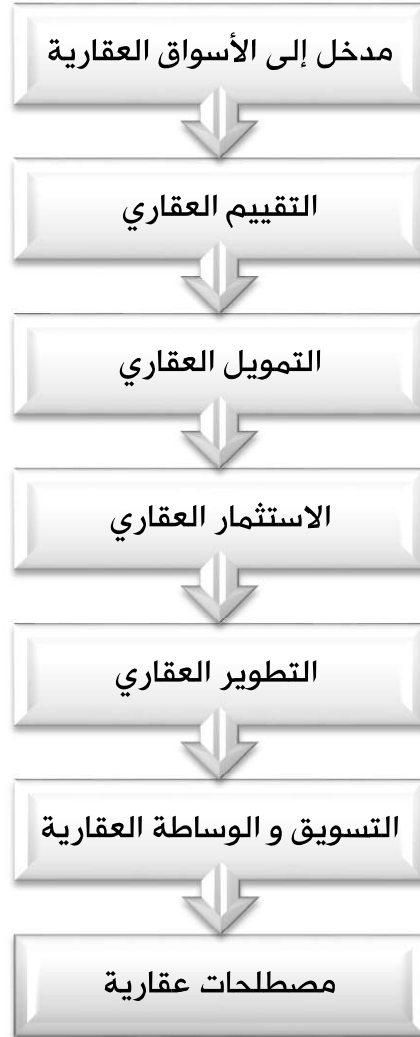 مدخل إلى الأسواق العقارية
التقييم العقاري
التمويل العقاري
الاستثمار العقاري
التطوير العقاري
التسويق و الوساطة العقارية
مصطلحات عقارية